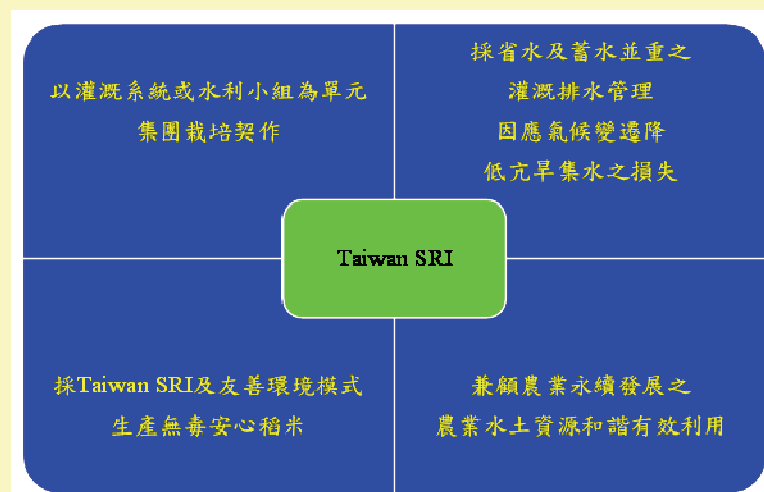 以灌溉系統或水利小組為單元
集團栽培契作
採省水及蓄水並重之
灌溉排水管理
因應氣候變遷降
低亢旱集水之損失
Taiwan SRI
採Taiwan SRI及友善環境模式
生產無毒安心稻米
兼顧農業永續發展之
農業水土資源和諧有效利用